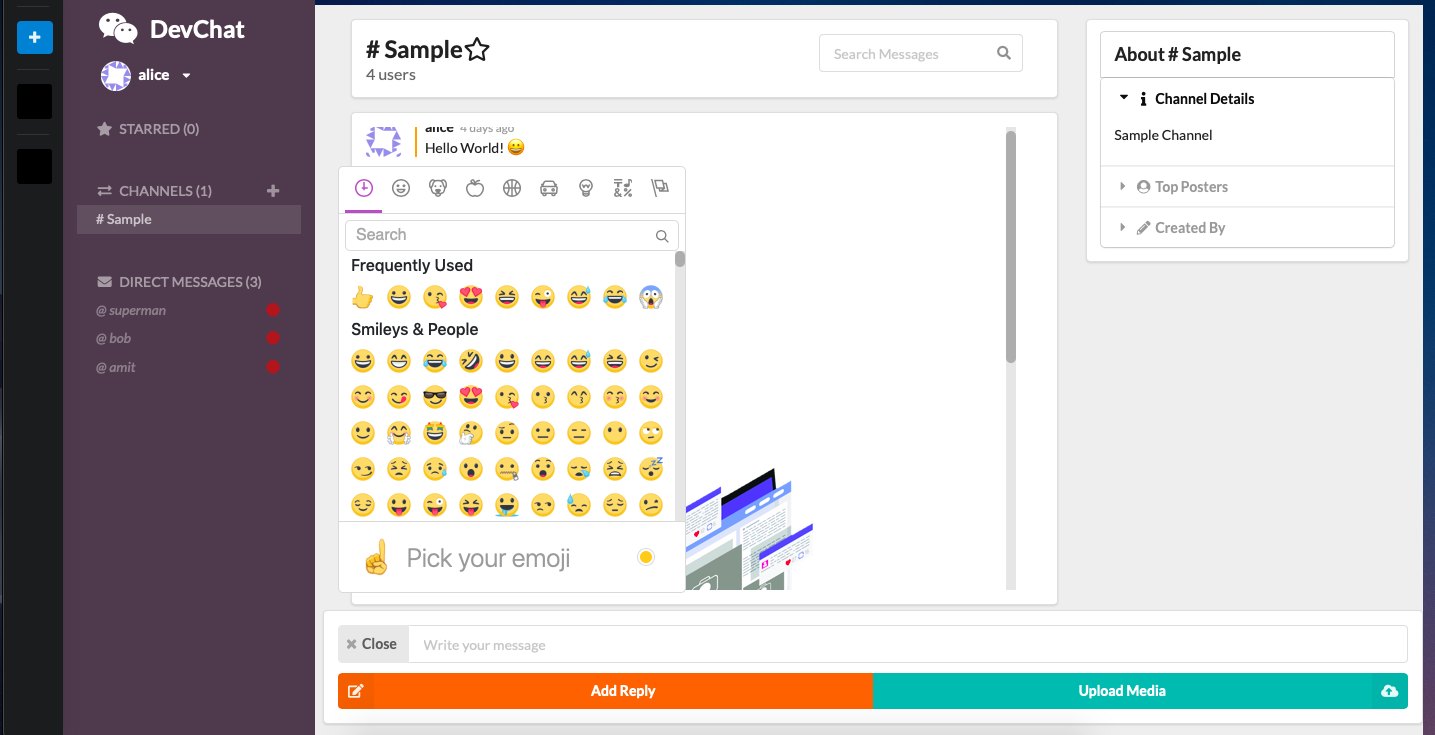 DevChat
alice
STARRED (0)
CHANNELS (1)
# Sample
DIRECT MESSAGES (3)
@ superman
@ bob
@ amit
# Sample
4 users
Search Messages
alice 4 days ago
Hello World! 😀
Search
Frequently Used
Smileys & People
Pick your emoji
Close
Write your message
Add Reply
Upload Media
About # Sample
Channel Details
Sample Channel
Top Posters
Created By